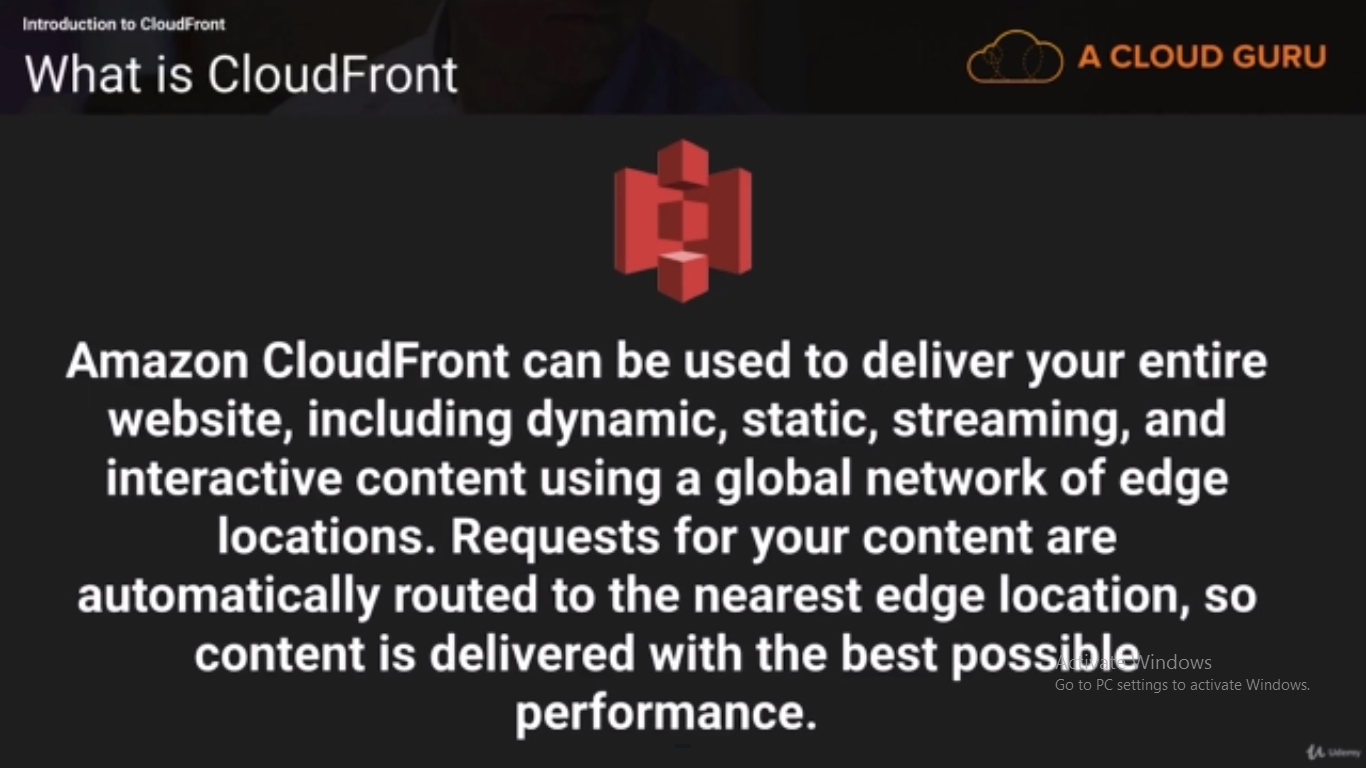 Introduction to CloudFront
What is CloudFront
A CLOUD GURU
Amazon CloudFront can be used to deliver your entire
website, including dynamic, static, streaming, and
interactive content using a global network of edge
locations. Requests for your content are
automatically routed to the nearest edge location, so
content is delivered with the best possible
performance.
Activate Windows
Go to PC settings to activate Windows.
Udemy